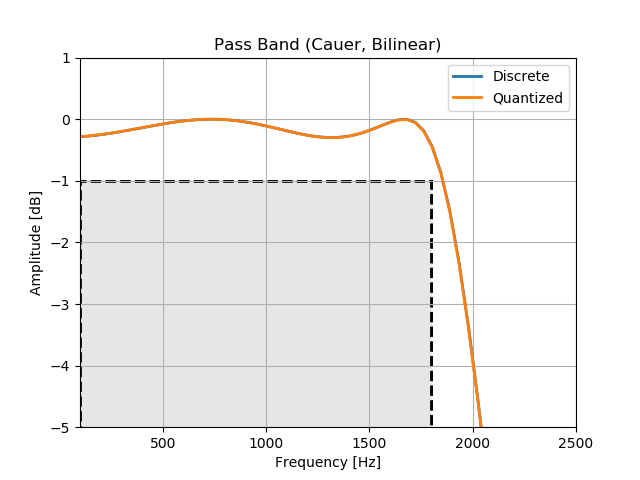 Pass Band (Cauer, Bilinear)
Discrete
Quantized
1
0
−1
−2
−3
−4
−5
Amplitude [dB]
500
1000
1500
2000
2500
Frequency [Hz]